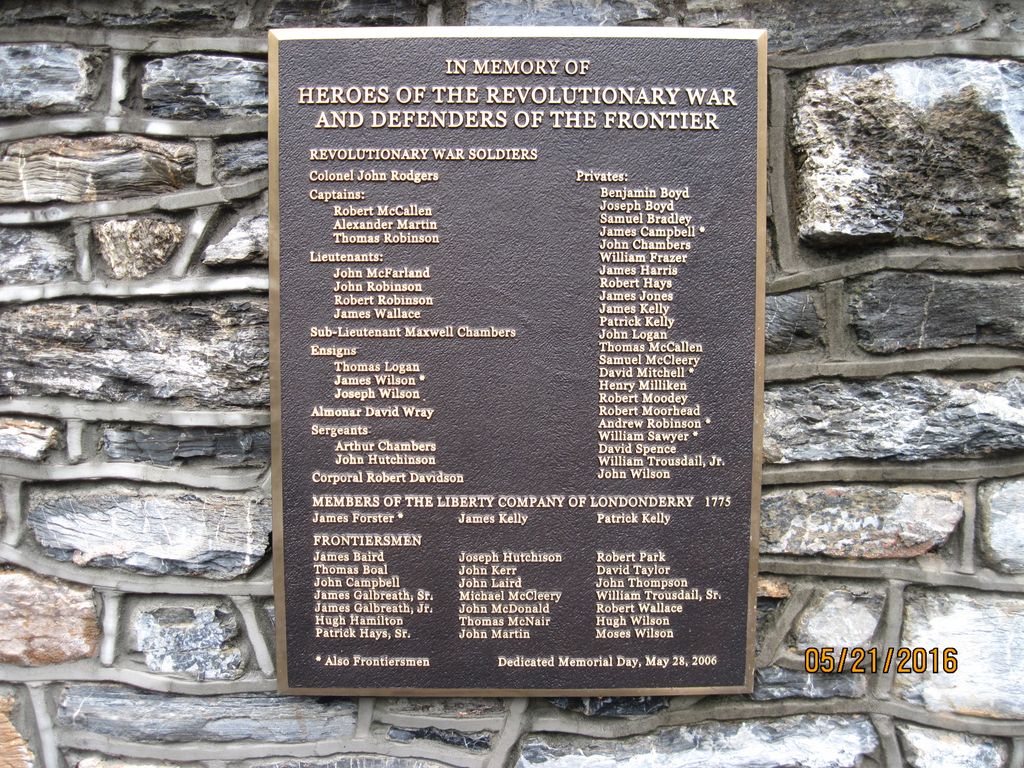 IN MEMORY OF
HEROES OF THE REVOLUTIONARY WAR
AND DEFENDERS OF THE FRONTIER
REVOLUTIONARY WAR SOLDIERS
Colonel John Rodgers
Captains:
Robert McCallen
Alexander Martin
Thomas Robinson
Lieutenants:
John McFarland
John Robinson
Robert Robinson
James Wallace
Sub-Lieutenant Maxwell Chambers
Ensigns
Thomas Logan
James Wilson *
Joseph Wilson
Almonar David Wray
Sergeants
Arthur Chambers
John Hutchinson
Corporal Robert Davidson
Privates:
Benjamin Boyd
Joseph Boyd
Samuel Bradley
James Campbell *
John Chambers
William Frazer
James Harris
Robert Hays
James Jones
James Kelly
Patrick Kelly
John Logan
Thomas McCallen
Samuel McCleery
David Mitchell *
Henry Milliken
Robert Moodey
Robert Moorhead
Andrew Robinson *
William Sawyer *
David Spence
William Trousdail, Jr.
John Wilson
MEMBERS OF THE LIBERTY COMPANY OF LONDONDERRY 1775
James Forster * James Kelly Patrick Kelly
FRONTIERSMEN
James Baird Joseph Hutchison Robert Park
Thomas Boal John Kerr David Taylor
John Campbell John Laird John Thompson
James Galbreath, Sr. Michael McCleery William Trousdail, Sr.
James Galbreath, Jr. John McDonald Robert Wallace
Hugh Hamilton Thomas McNair Hugh Wilson
Patrick Hays, Sr. John Martin Moses Wilson
* Also Frontiersmen Dedicated Memorial Day, May 28, 2006
05/21/2016